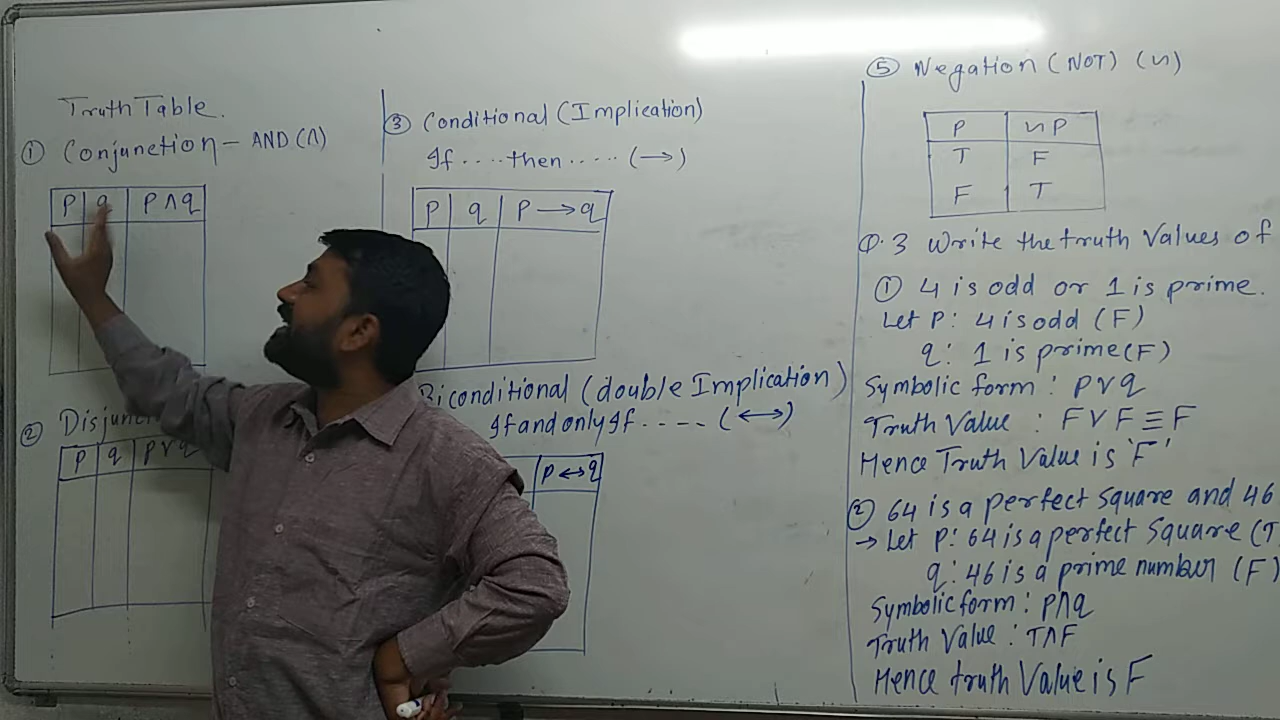 Truth Table.
① Conjunction - AND (∧)
P q P ∧ q
② Disjunc
P q P ∨ q
③ Conditional (Implication)
If .... then ..... (→)
P q P → q
Biconditional (double Implication)
If and only If .... (↔)
P ↔ q
⑤ Negation (NOT) (~)
P ~P
T F
F T
Q.3 Write the truth Values of
① 4 is odd or 1 is prime.
Let P: 4 is odd (F)
q: 1 is prime (F)
Symbolic form : P ∨ q
Truth Value : F ∨ F ≡ F
Hence Truth Value is 'F'
② 64 is a perfect square and 46
→ Let P: 64 is a perfect Square (T
q: 46 is a prime number (F)
Symbolic form : P∧q
Truth Value : T∧F
Hence truth Value is F